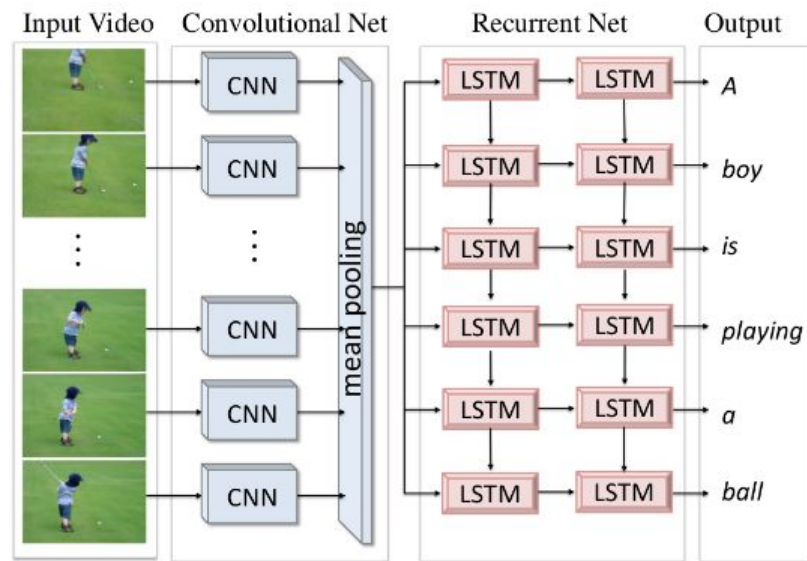 Input Video
Convolutional Net
Recurrent Net
Output
CNN
LSTM
LSTM
A
CNN
LSTM
LSTM
boy
CNN
LSTM
LSTM
is
mean pooling
LSTM
LSTM
playing
CNN
LSTM
LSTM
a
CNN
LSTM
LSTM
ball